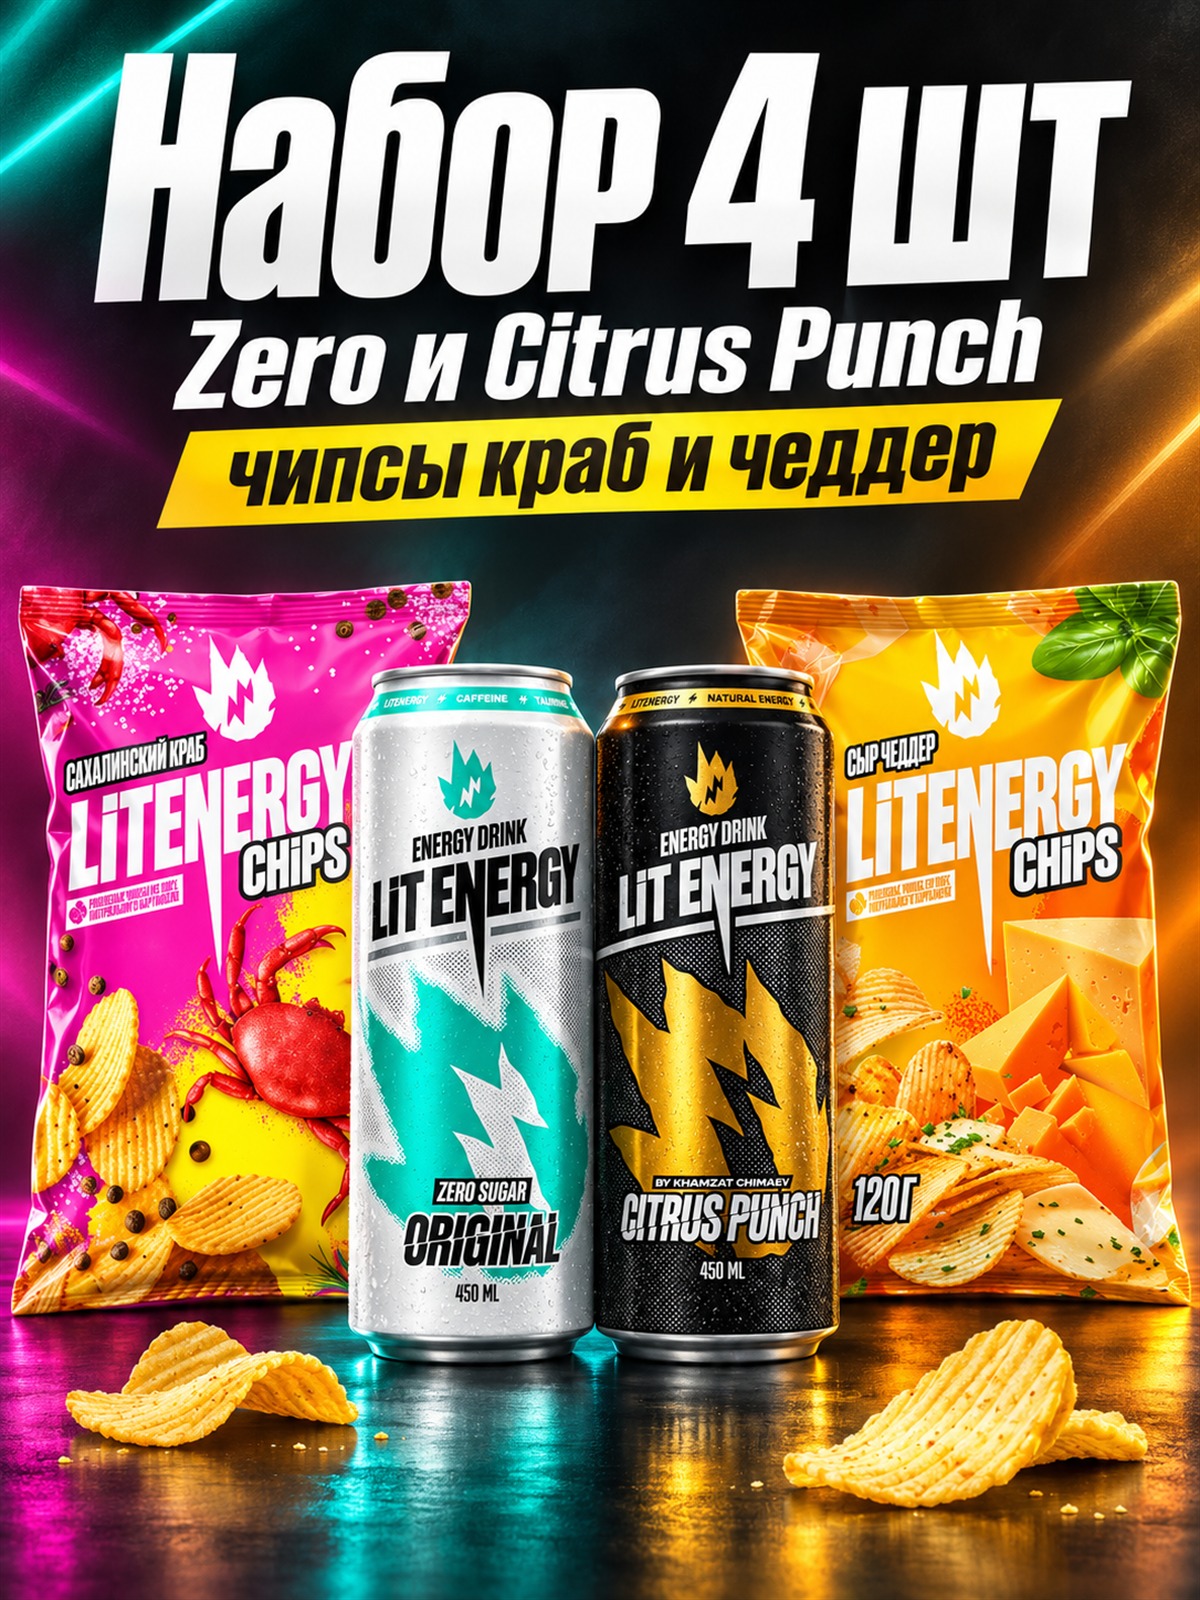 Набор 4 шт
Zero и Citrus Punch
чипсы краб и чеддер
САХАЛИНСКИЙ КРАБ
LiTENERGY
CHiPS
LITENERGY CAFFEINE
ENERGY DRINK
LiT ENERGY
ZERO SUGAR
ORIGINAL
450 ML
LITENERGY NATURAL ENERGY
ENERGY DRINK
LiT ENERGY
BY KHAMZAT CHIMAEV
CITRUS PUNCH
450 ML
СЫР ЧЕДДЕР
LiTENERGY
CHiPS
120Г